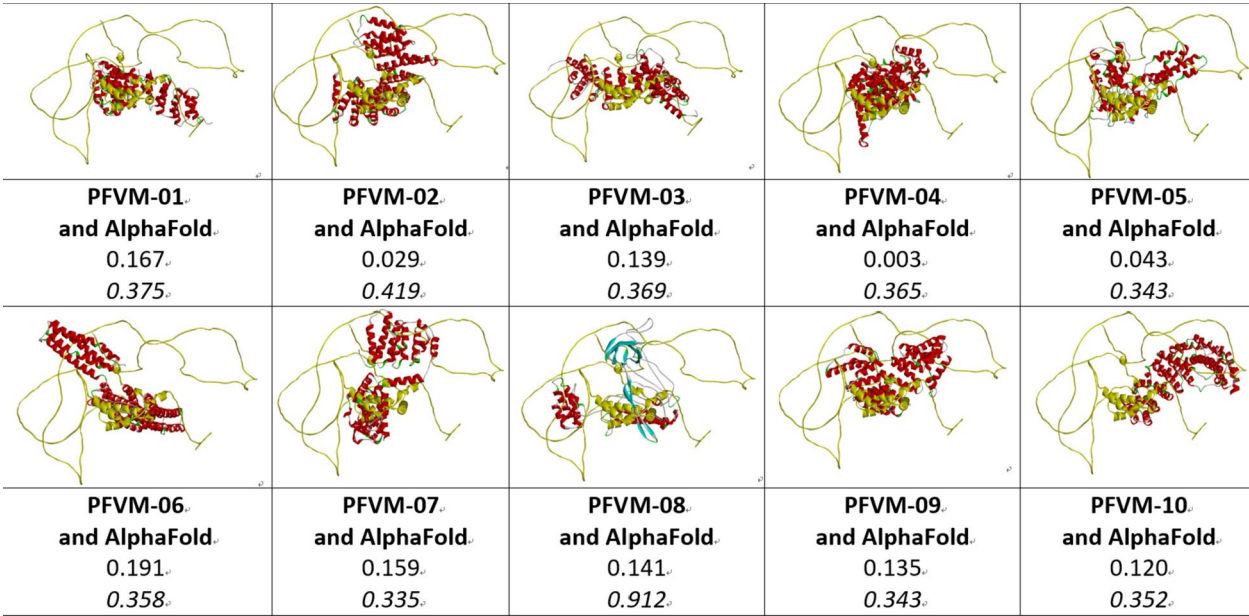 PFVM-01
and AlphaFold
0.167
0.375
PFVM-02
and AlphaFold
0.029
0.419
PFVM-03
and AlphaFold
0.139
0.369
PFVM-04
and AlphaFold
0.003
0.365
PFVM-05
and AlphaFold
0.043
0.343
PFVM-06
and AlphaFold
0.191
0.358
PFVM-07
and AlphaFold
0.159
0.335
PFVM-08
and AlphaFold
0.141
0.912
PFVM-09
and AlphaFold
0.135
0.343
PFVM-10
and AlphaFold
0.120
0.352